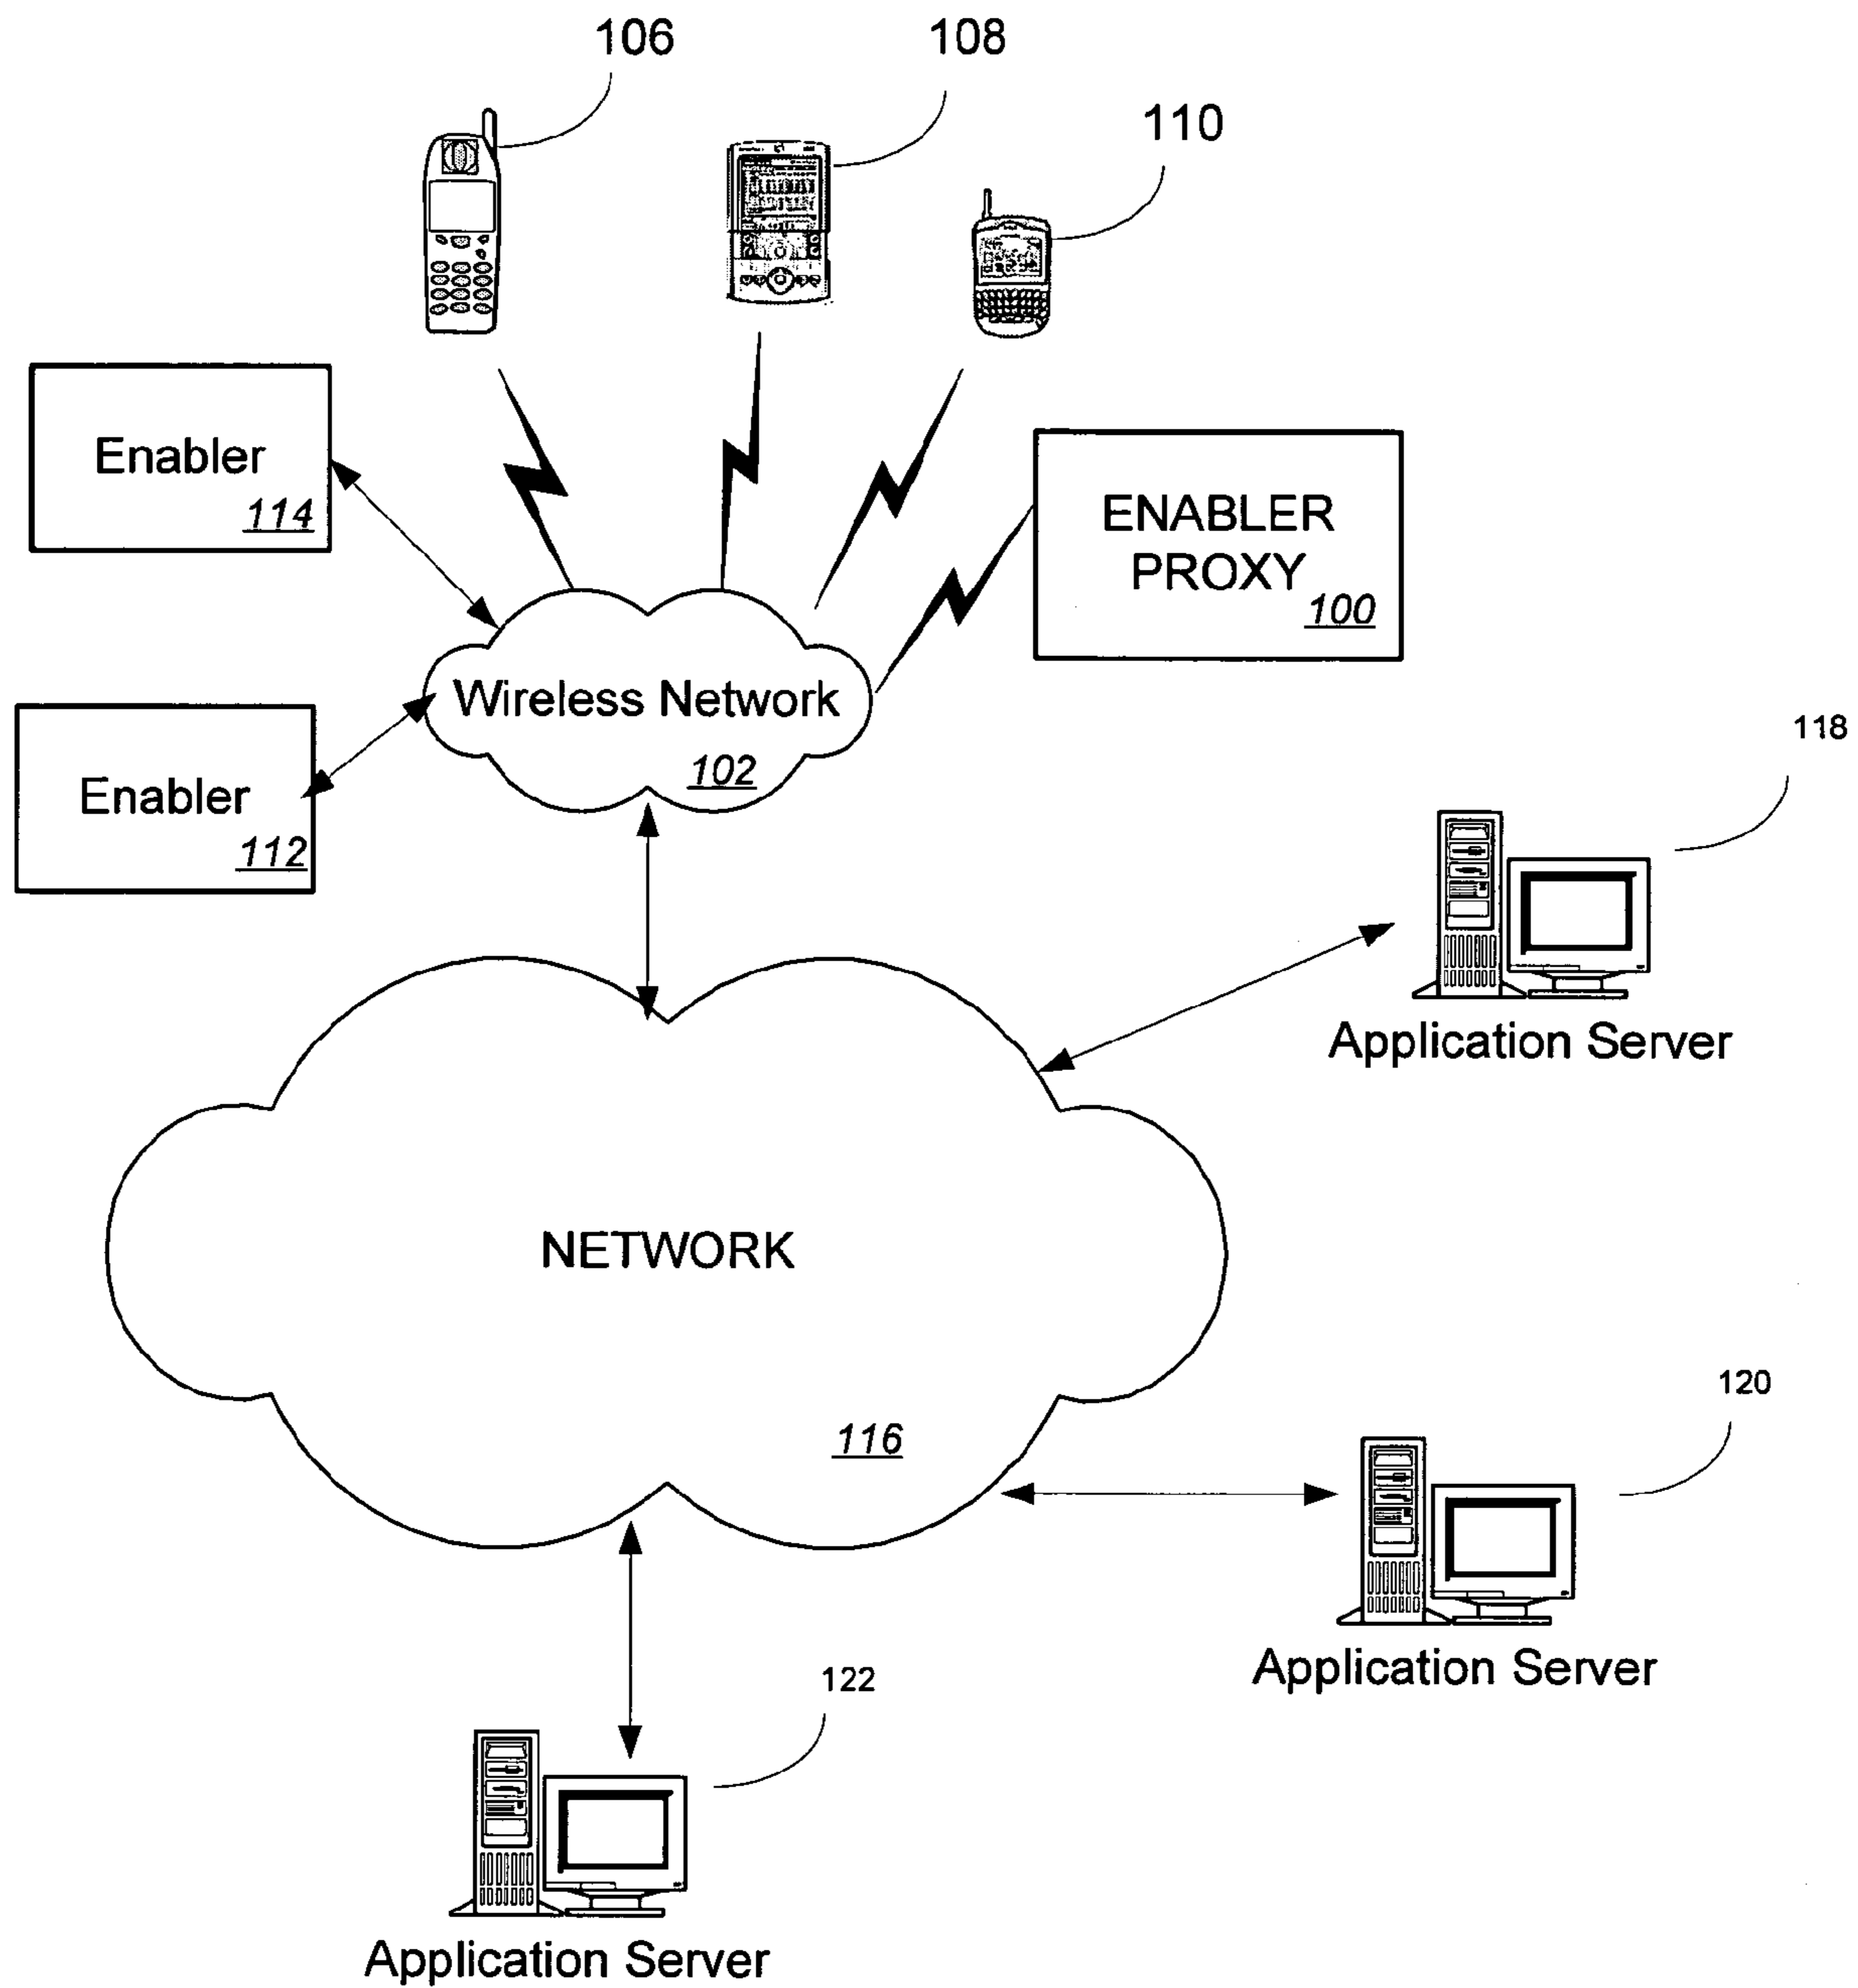 106
108
110
Enabler
114
ENABLER
PROXY
100
Wireless Network
102
Enabler
112
118
Application Server
NETWORK
116
120
Application Server
122
Application Server